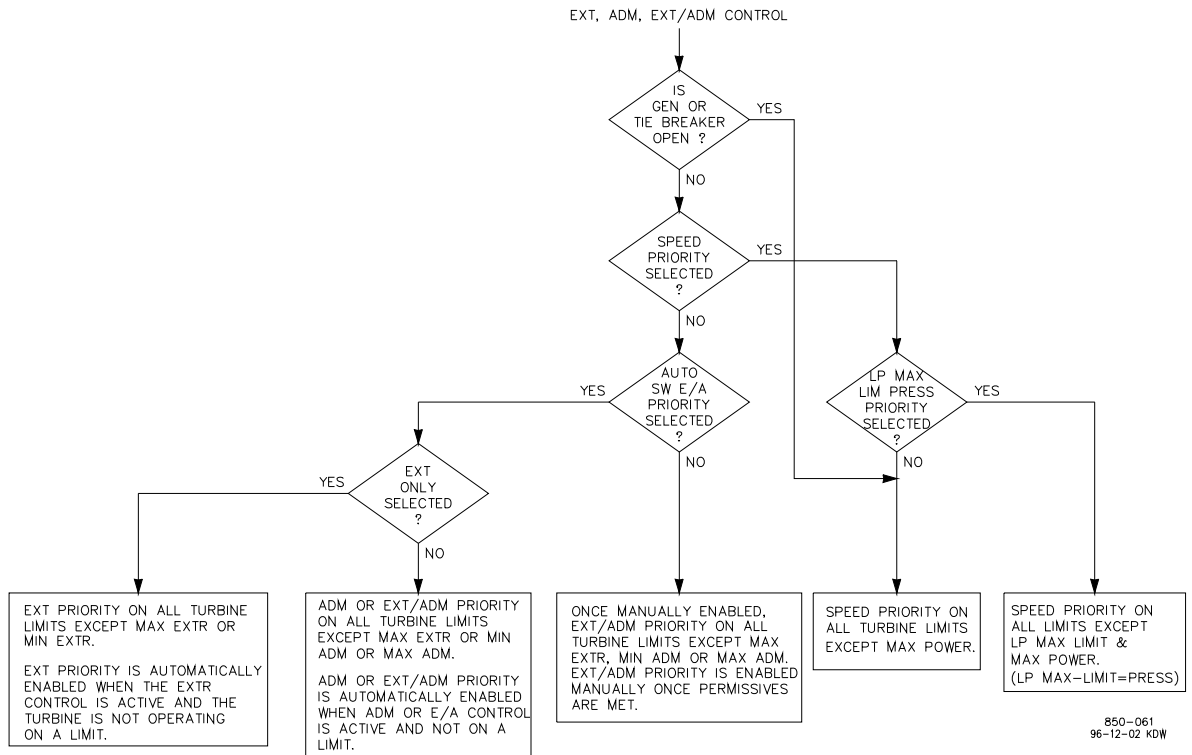 EXT, ADM, EXT/ADM CONTROL
IS
GEN OR
TIE BREAKER
OPEN ?
YES
NO
SPEED
PRIORITY
SELECTED
?
YES
NO
AUTO
SW E/A
PRIORITY
SELECTED
?
YES
NO
LP MAX
LIM PRESS
PRIORITY
SELECTED
?
YES
NO
EXT
ONLY
SELECTED
?
YES
NO
EXT PRIORITY ON ALL TURBINE
LIMITS EXCEPT MAX EXTR OR
MIN EXTR.
EXT PRIORITY IS AUTOMATICALLY
ENABLED WHEN THE EXTR
CONTROL IS ACTIVE AND THE
TURBINE IS NOT OPERATING
ON A LIMIT.
ADM OR EXT/ADM PRIORITY
ON ALL TURBINE LIMITS
EXCEPT MAX EXTR OR MIN
ADM OR MAX ADM.
ADM OR EXT/ADM PRIORITY
IS AUTOMATICALLY ENABLED
WHEN ADM OR E/A CONTROL
IS ACTIVE AND NOT ON A
LIMIT.
ONCE MANUALLY ENABLED,
EXT/ADM PRIORITY ON ALL
TURBINE LIMITS EXCEPT MAX
EXTR, MIN ADM OR MAX ADM.
EXT/ADM PRIORITY IS ENABLED
MANUALLY ONCE PERMISSIVES
ARE MET.
SPEED PRIORITY ON
ALL TURBINE LIMITS
EXCEPT MAX POWER.
SPEED PRIORITY ON
ALL LIMITS EXCEPT
LP MAX LIMIT &
MAX POWER.
(LP MAX-LIMIT=PRESS)
850-061
96-12-02 KDW